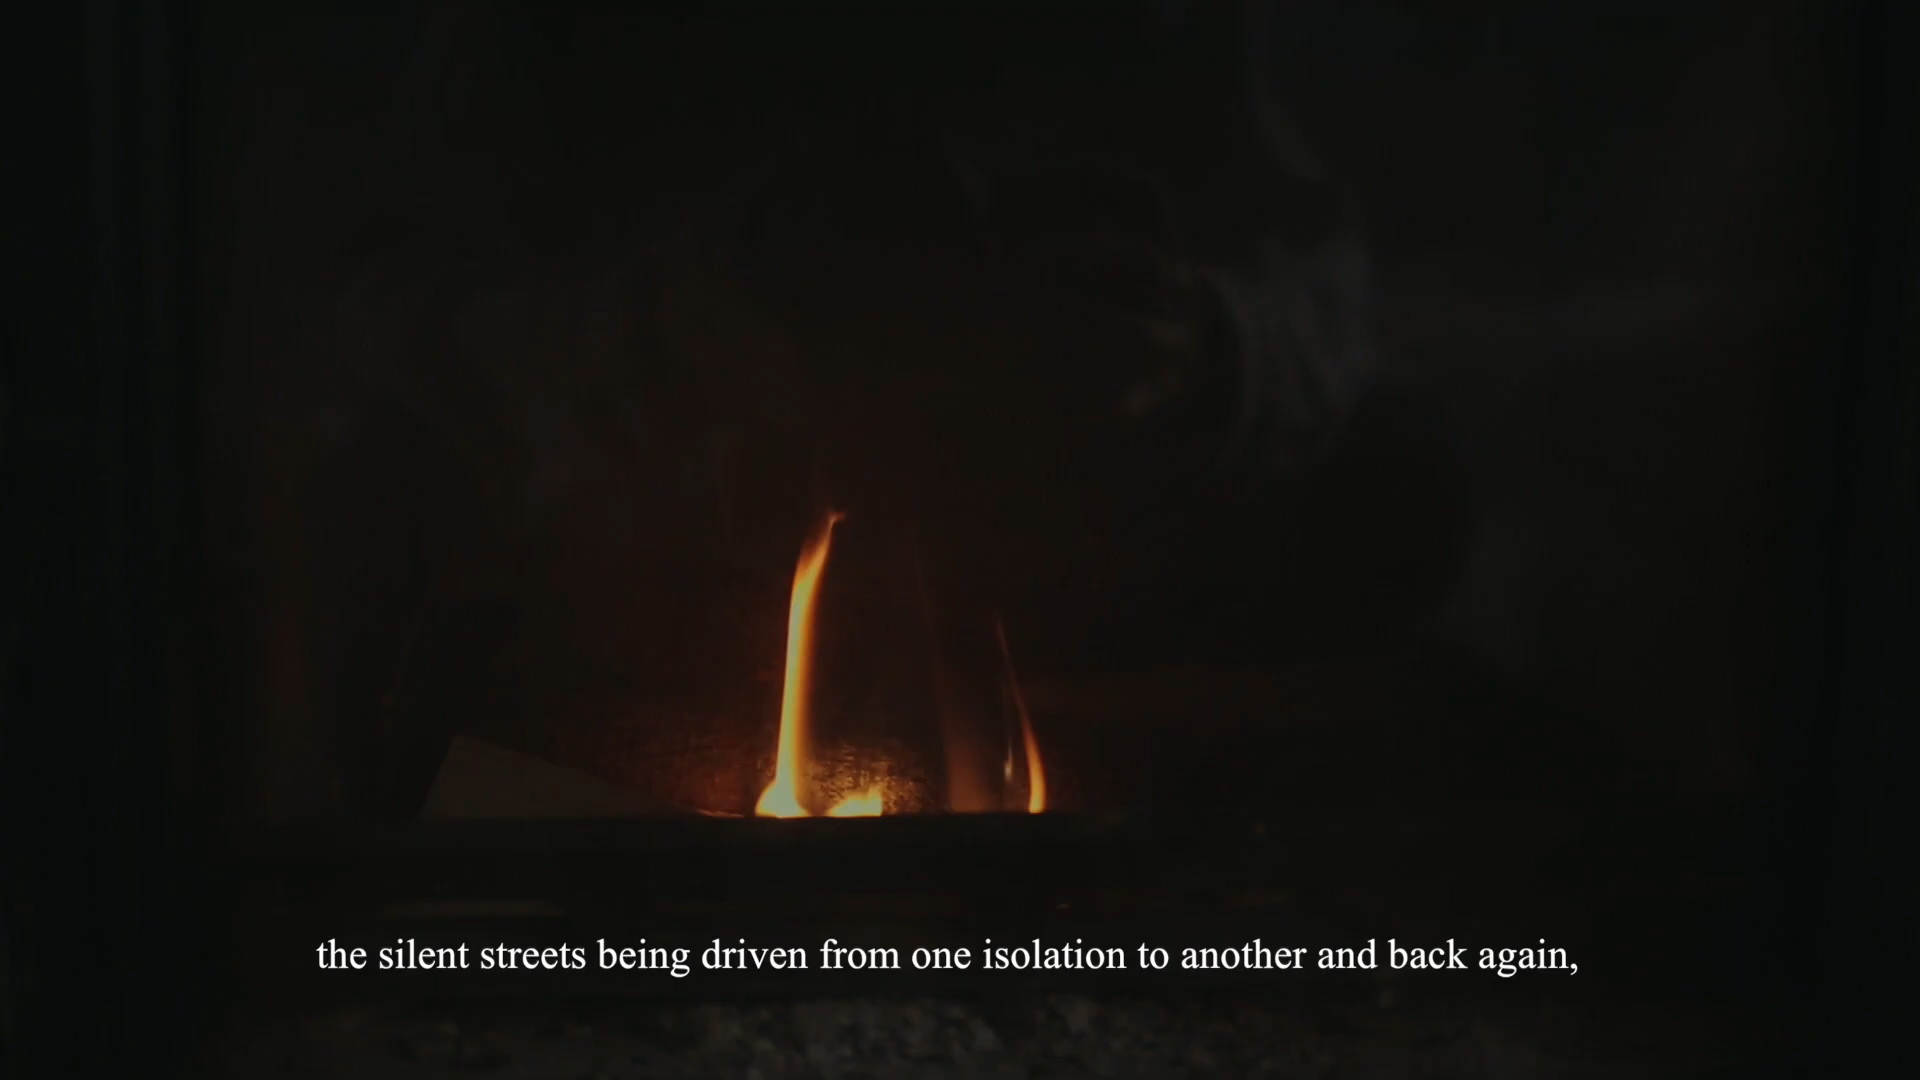 the silent streets being driven from one isolation to another and back again,